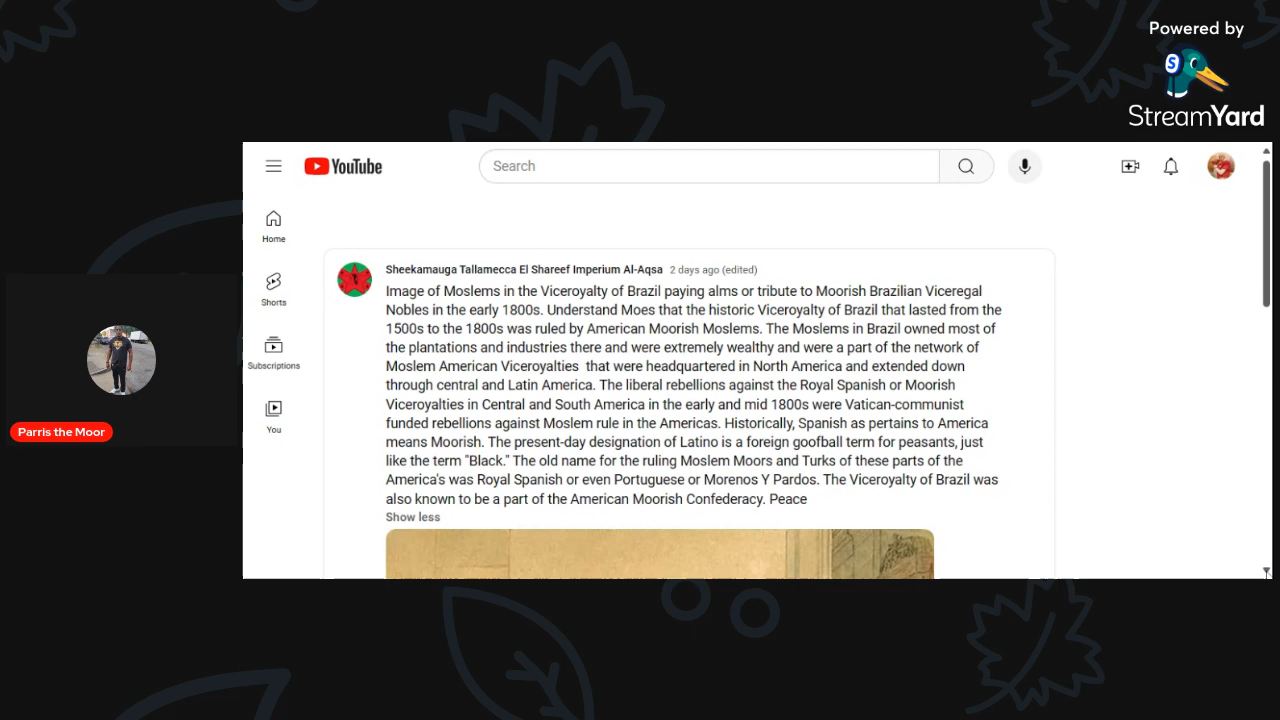 Powered by
StreamYard
YouTube
Search
Home
Shorts
Subscriptions
You
Parris the Moor
Sheekamauga Tallamecca El Shareef Imperium Al-Aqsa 2 days ago (edited)
Image of Moslems in the Viceroyalty of Brazil paying alms or tribute to Moorish Brazilian Viceregal
Nobles in the early 1800s. Understand Moes that the historic Viceroyalty of Brazil that lasted from the
1500s to the 1800s was ruled by American Moorish Moslems. The Moslems in Brazil owned most of
the plantations and industries there and were extremely wealthy and were a part of the network of
Moslem American Viceroyalties that were headquartered in North America and extended down
through central and Latin America. The liberal rebellions against the Royal Spanish or Moorish
Viceroyalties in Central and South America in the early and mid 1800s were Vatican-communist
funded rebellions against Moslem rule in the Americas. Historically, Spanish as pertains to America
means Moorish. The present-day designation of Latino is a foreign goofball term for peasants, just
like the term "Black." The old name for the ruling Moslem Moors and Turks of these parts of the
America's was Royal Spanish or even Portuguese or Morenos Y Pardos. The Viceroyalty of Brazil was
also known to be a part of the American Moorish Confederacy. Peace
Show less